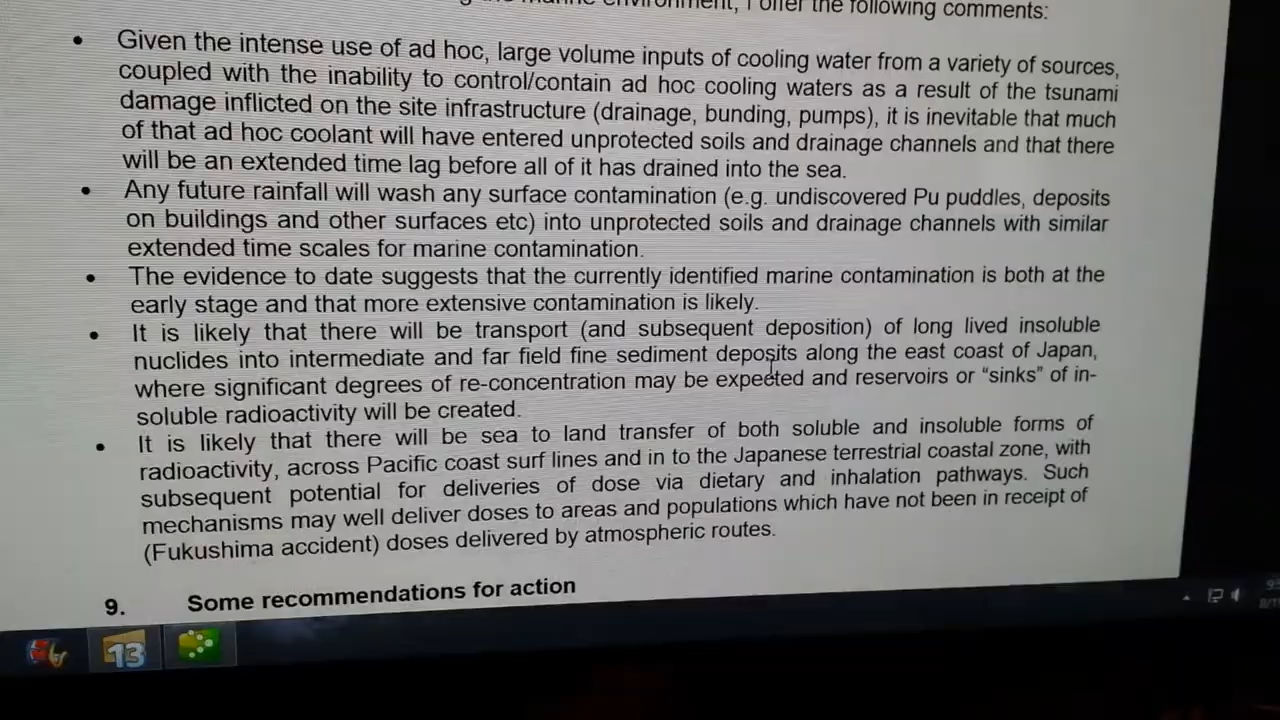 the marine environment, I offer the following comments:
• Given the intense use of ad hoc, large volume inputs of cooling water from a variety of sources,
coupled with the inability to control/contain ad hoc cooling waters as a result of the tsunami
damage inflicted on the site infrastructure (drainage, bunding, pumps), it is inevitable that much
of that ad hoc coolant will have entered unprotected soils and drainage channels and that there
will be an extended time lag before all of it has drained into the sea.
• Any future rainfall will wash any surface contamination (e.g. undiscovered Pu puddles, deposits
on buildings and other surfaces etc) into unprotected soils and drainage channels with similar
extended time scales for marine contamination.
• The evidence to date suggests that the currently identified marine contamination is both at the
early stage and that more extensive contamination is likely.
• It is likely that there will be transport (and subsequent deposition) of long lived insoluble
nuclides into intermediate and far field fine sediment deposits along the east coast of Japan,
where significant degrees of re-concentration may be expected and reservoirs or “sinks” of in-
soluble radioactivity will be created.
• It is likely that there will be sea to land transfer of both soluble and insoluble forms of
radioactivity, across Pacific coast surf lines and in to the Japanese terrestrial coastal zone, with
subsequent potential for deliveries of dose via dietary and inhalation pathways. Such
mechanisms may well deliver doses to areas and populations which have not been in receipt of
(Fukushima accident) doses delivered by atmospheric routes.
9. Some recommendations for action
13